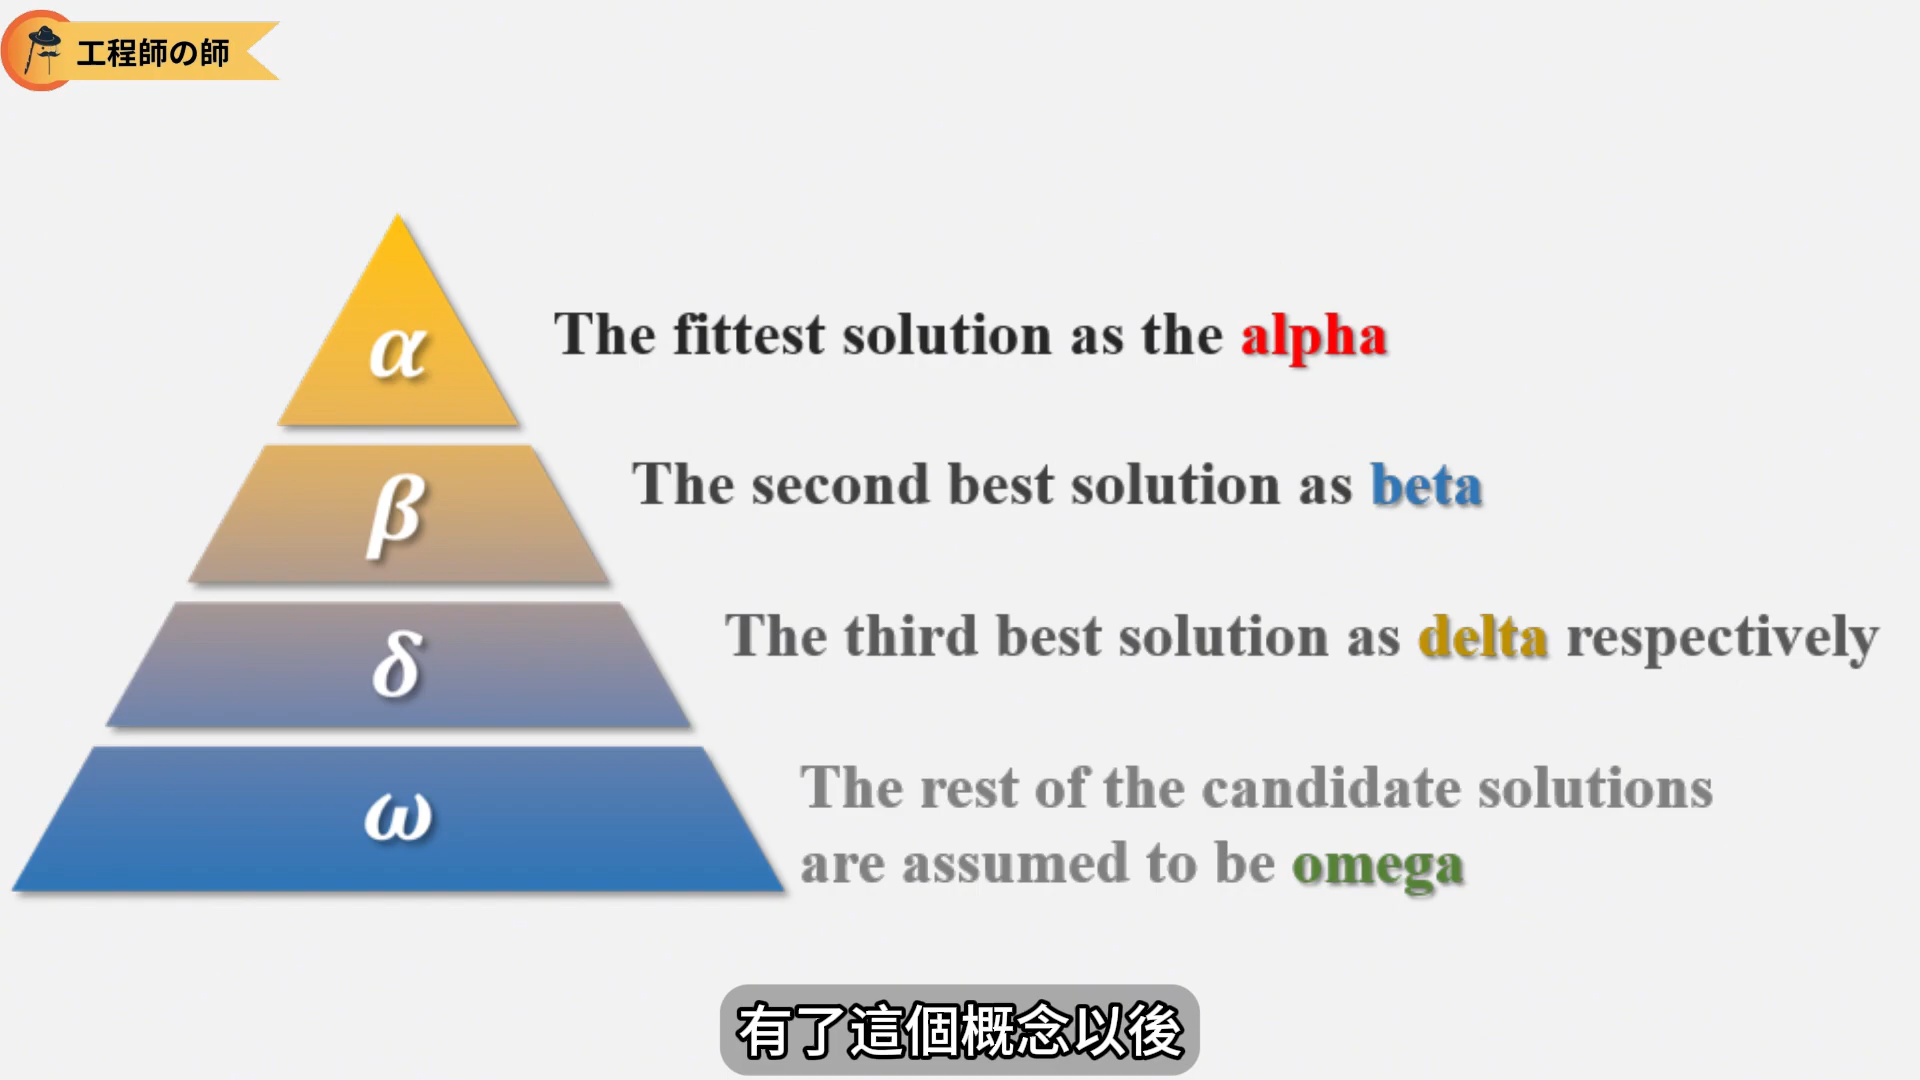 工程師の師
α
The fittest solution as the alpha
β
The second best solution as beta
δ
The third best solution as delta respectively
ω
The rest of the candidate solutions
are assumed to be omega
有了這個概念以後